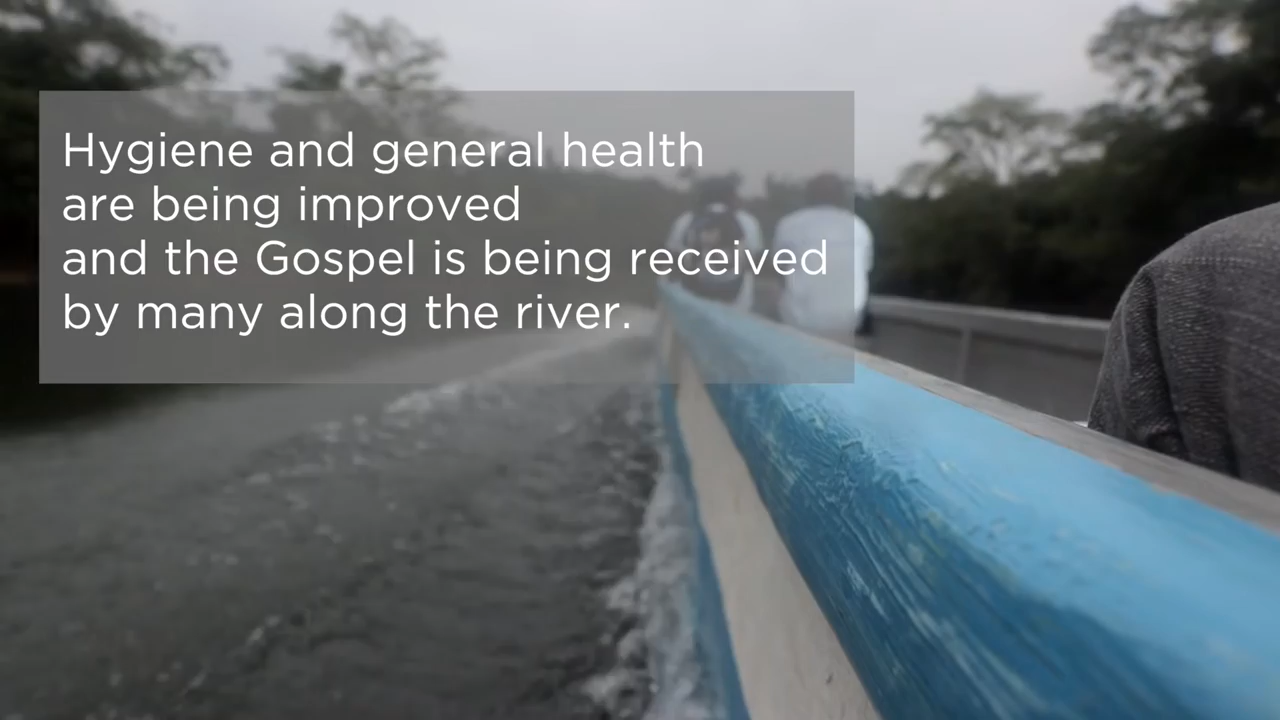 Hygiene and general health
are being improved
and the Gospel is being received
by many along the river.